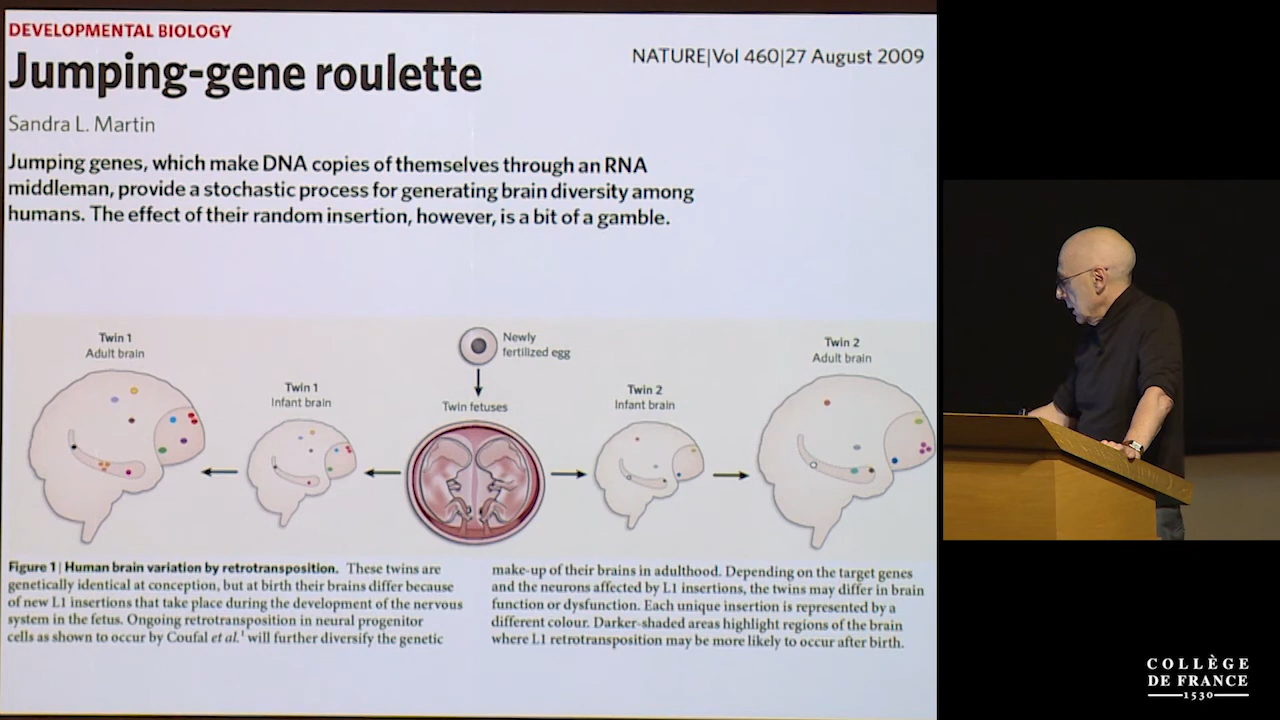 DEVELOPMENTAL BIOLOGY
Jumping-gene roulette
NATURE|Vol 460|27 August 2009
Sandra L. Martin
Jumping genes, which make DNA copies of themselves through an RNA
middleman, provide a stochastic process for generating brain diversity among
humans. The effect of their random insertion, however, is a bit of a gamble.
Twin 1
Adult brain
Twin 1
Infant brain
Newly
fertilized egg
Twin fetuses
Twin 2
Infant brain
Twin 2
Adult brain
Figure 1 | Human brain variation by retrotransposition. These twins are
genetically identical at conception, but at birth their brains differ because
of new L1 insertions that take place during the development of the nervous
system in the fetus. Ongoing retrotransposition in neural progenitor
cells as shown to occur by Coufal et al.1 will further diversify the genetic
make-up of their brains in adulthood. Depending on the target genes
and the neurons affected by L1 insertions, the twins may differ in brain
function or dysfunction. Each unique insertion is represented by a
different colour. Darker-shaded areas highlight regions of the brain
where L1 retrotransposition may be more likely to occur after birth.
COLLÈGE
DE FRANCE
1530